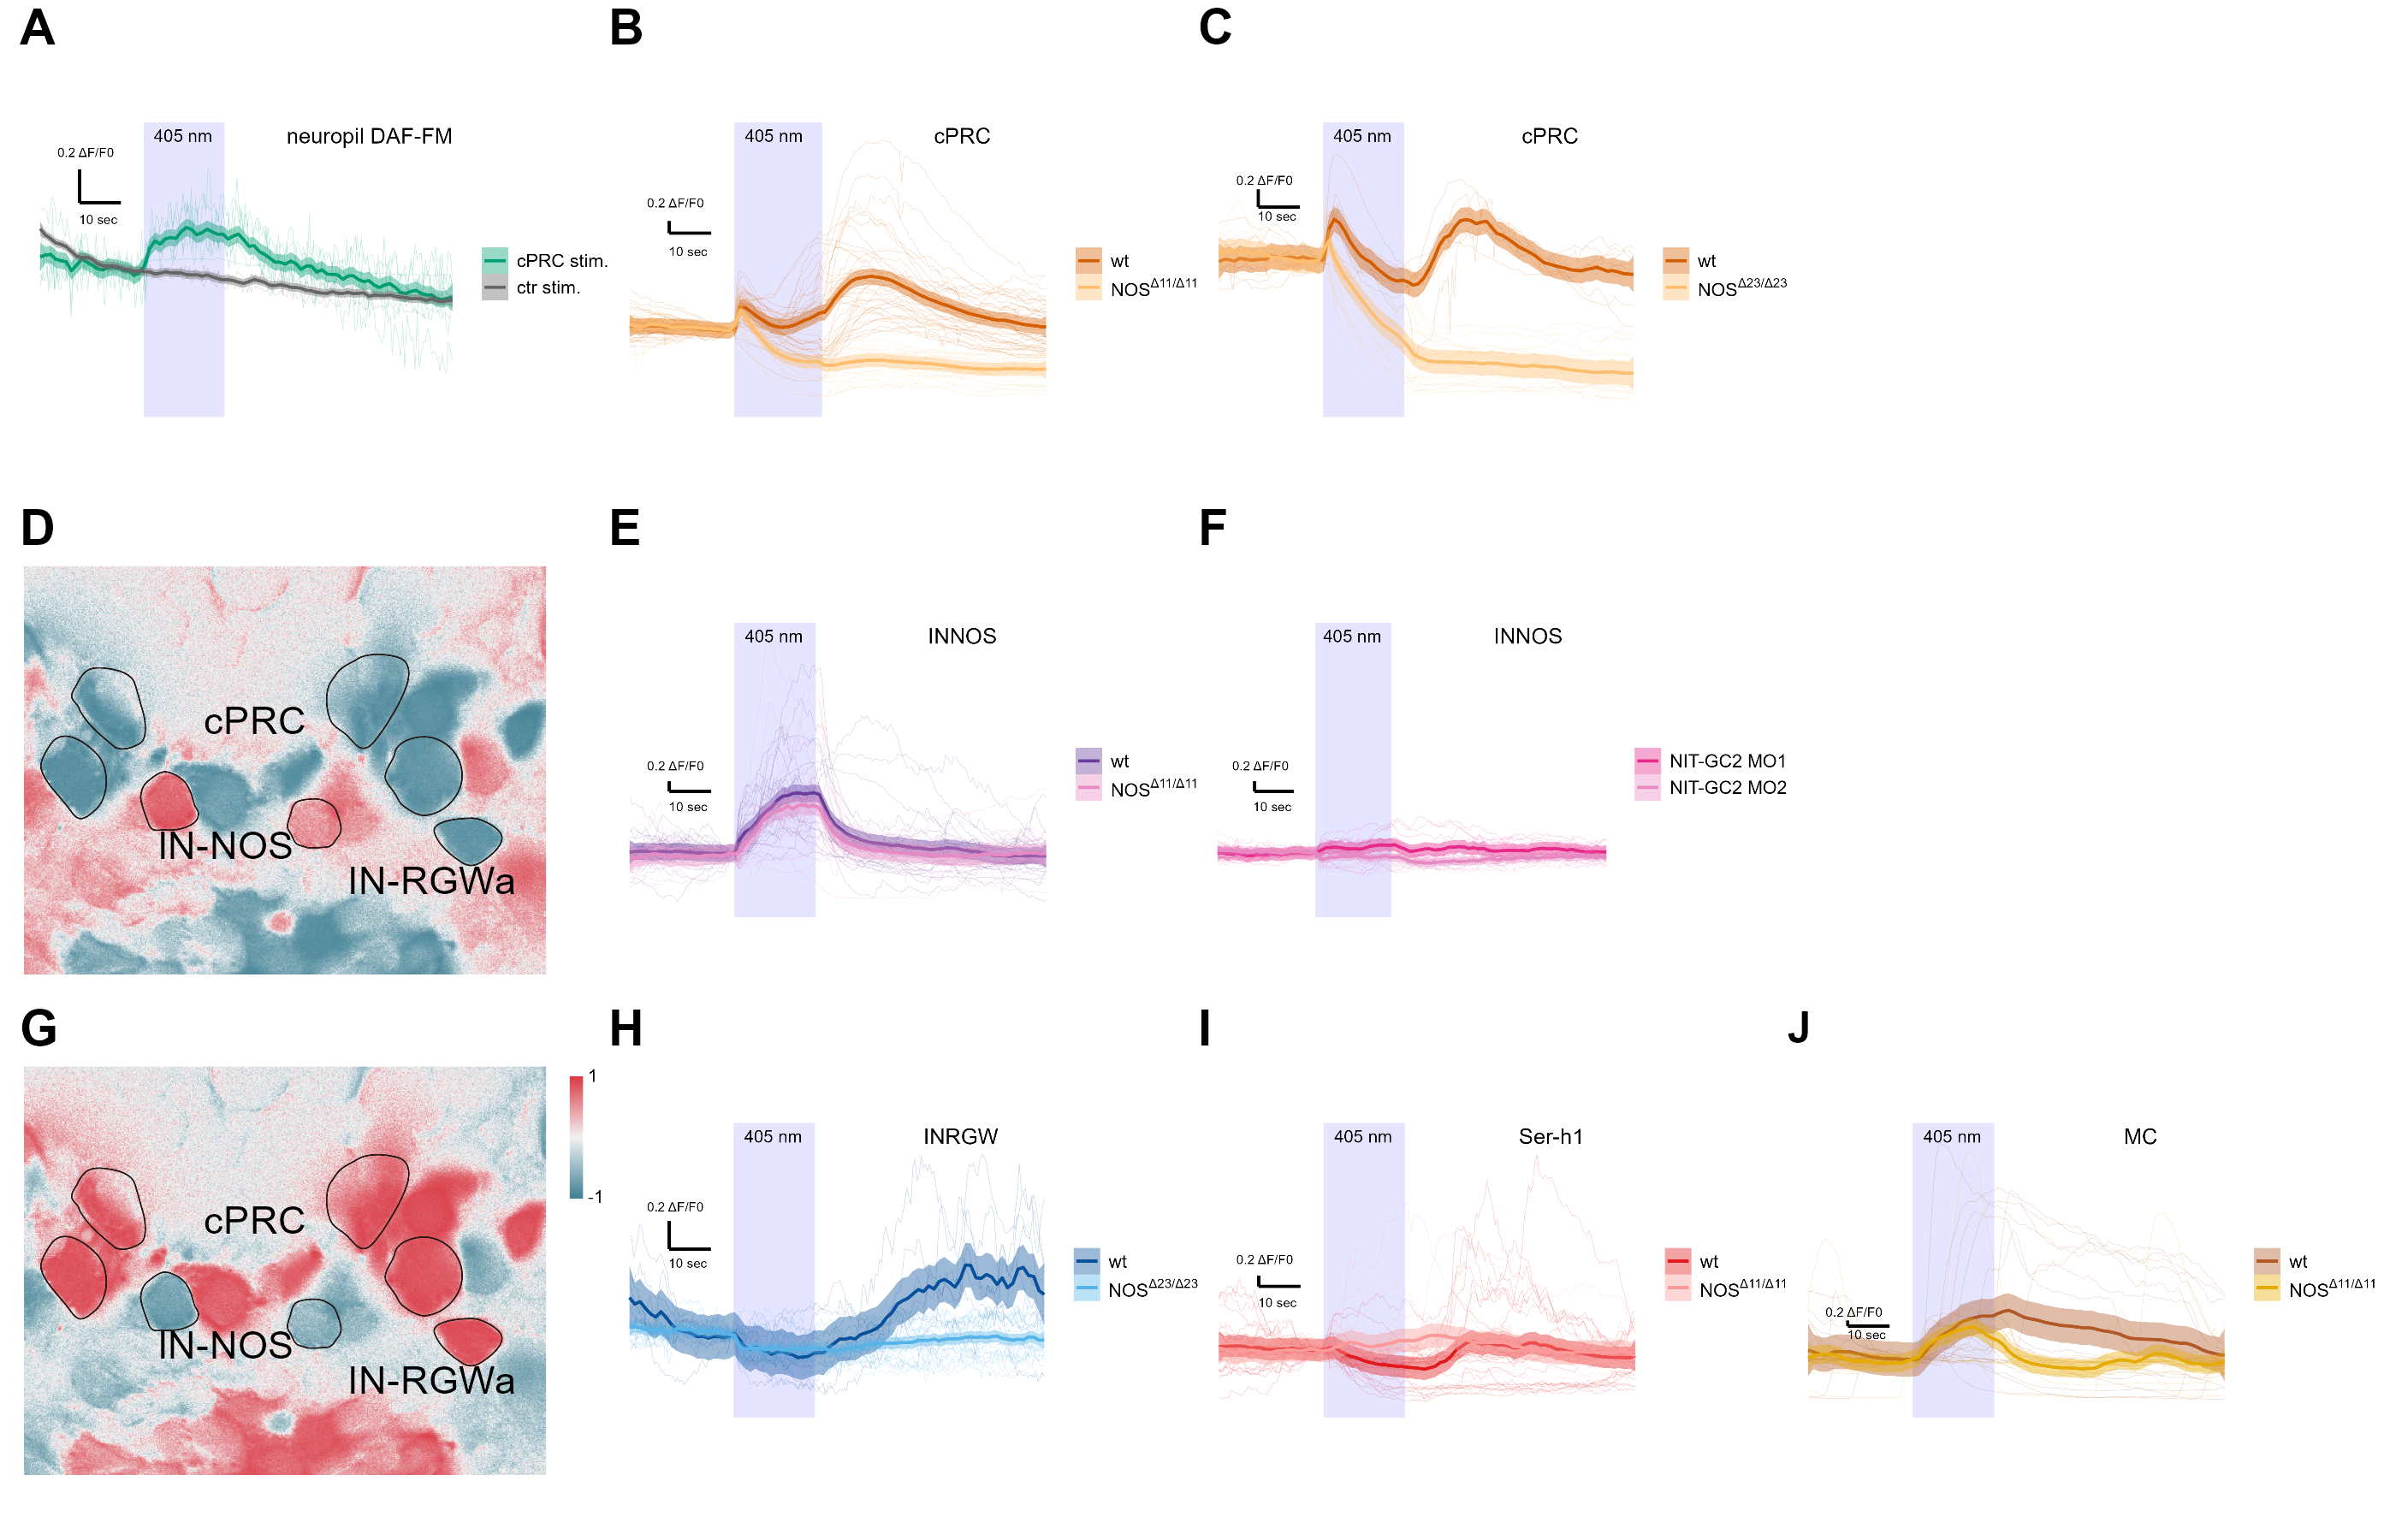 A
405 nm
neuropil DAF-FM
0.2 ΔF/F0
10 sec
cPRC stim.
ctr stim.
B
405 nm
cPRC
0.2 ΔF/F0
10 sec
wt
NOSΔ11/Δ11
C
405 nm
cPRC
0.2 ΔF/F0
10 sec
wt
NOSΔ23/Δ23
D
cPRC
IN-NOS
IN-RGWa
E
405 nm
INNOS
0.2 ΔF/F0
10 sec
wt
NOSΔ11/Δ11
F
405 nm
INNOS
0.2 ΔF/F0
10 sec
NIT-GC2 MO1
NIT-GC2 MO2
G
cPRC
IN-NOS
IN-RGWa
1
-1
H
405 nm
INRGW
0.2 ΔF/F0
10 sec
wt
NOSΔ23/Δ23
I
405 nm
Ser-h1
0.2 ΔF/F0
10 sec
wt
NOSΔ11/Δ11
J
405 nm
MC
0.2 ΔF/F0
10 sec
wt
NOSΔ11/Δ11